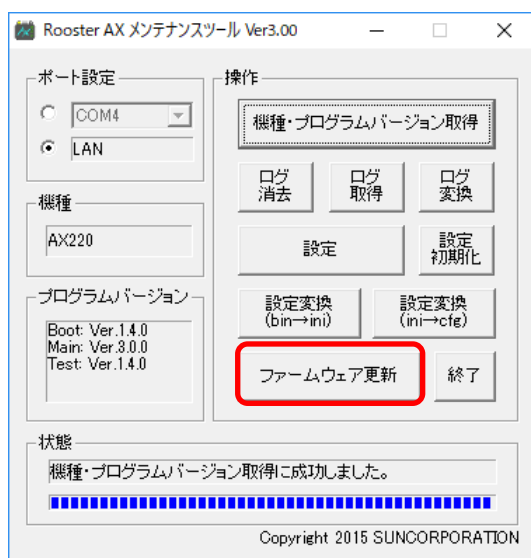 Rooster AX メンテナンスツール Ver3.00
ポート設定
COM4
LAN
機種
AX220
プログラムバージョン
Boot: Ver.1.4.0
Main: Ver.3.0.0
Test: Ver.1.4.0
操作
機種・プログラムバージョン取得
ログ
消去
ログ
取得
ログ
変換
設定
設定
初期化
設定変換
(bin→ini)
設定変換
(ini→cfg)
ファームウェア更新
終了
状態
機種・プログラムバージョン取得に成功しました。
Copyright 2015 SUNCORPORATION